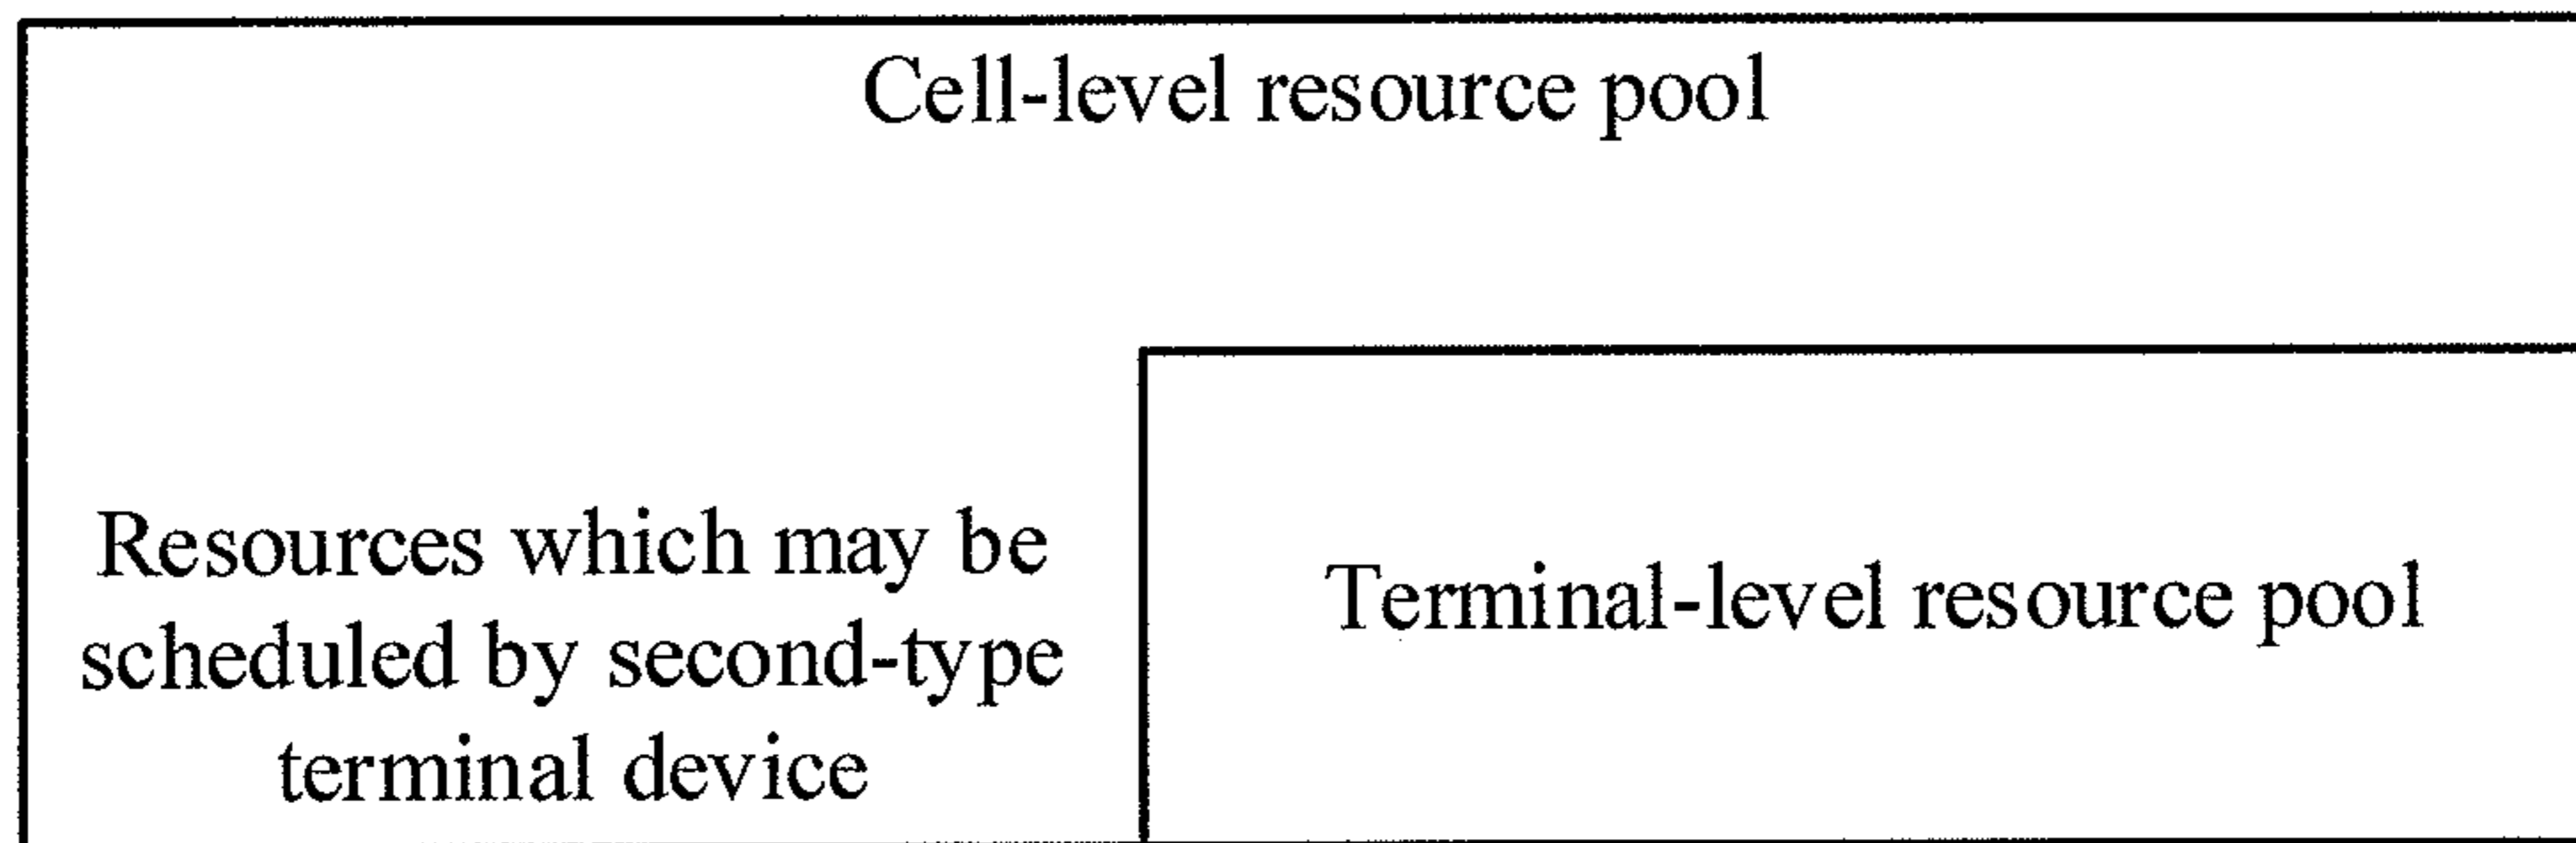 Cell-level resource pool
Resources which may be
scheduled by second-type
terminal device
Terminal-level resource pool